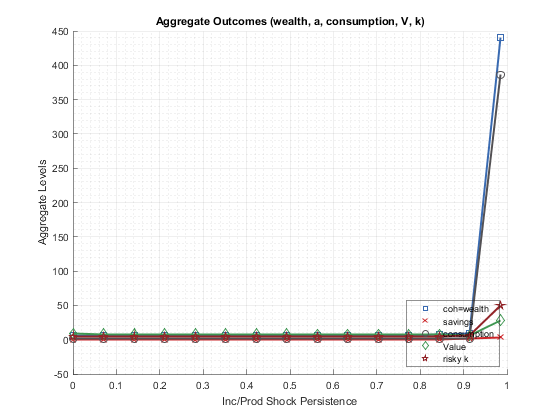 Aggregate Outcomes (wealth, a, consumption, V, k)
450
400
350
300
250
200
150
100
50
0
-50
Aggregate Levels
coh=wealth
savings
consumption
Value
risky k
0 0.1 0.2 0.3 0.4 0.5 0.6 0.7 0.8 0.9 1
Inc/Prod Shock Persistence